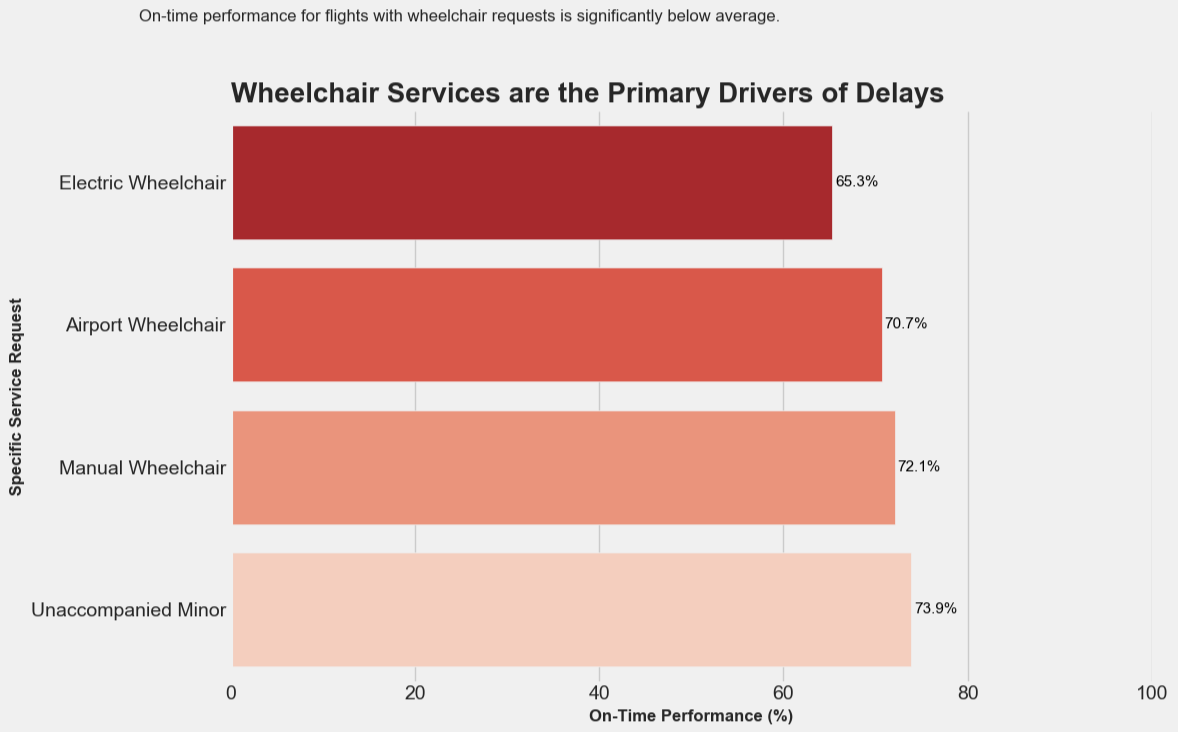 On-time performance for flights with wheelchair requests is significantly below average.
Wheelchair Services are the Primary Drivers of Delays
Specific Service Request
Electric Wheelchair
65.3%
Airport Wheelchair
70.7%
Manual Wheelchair
72.1%
Unaccompanied Minor
73.9%
0 20 40 60 80 100
On-Time Performance (%)